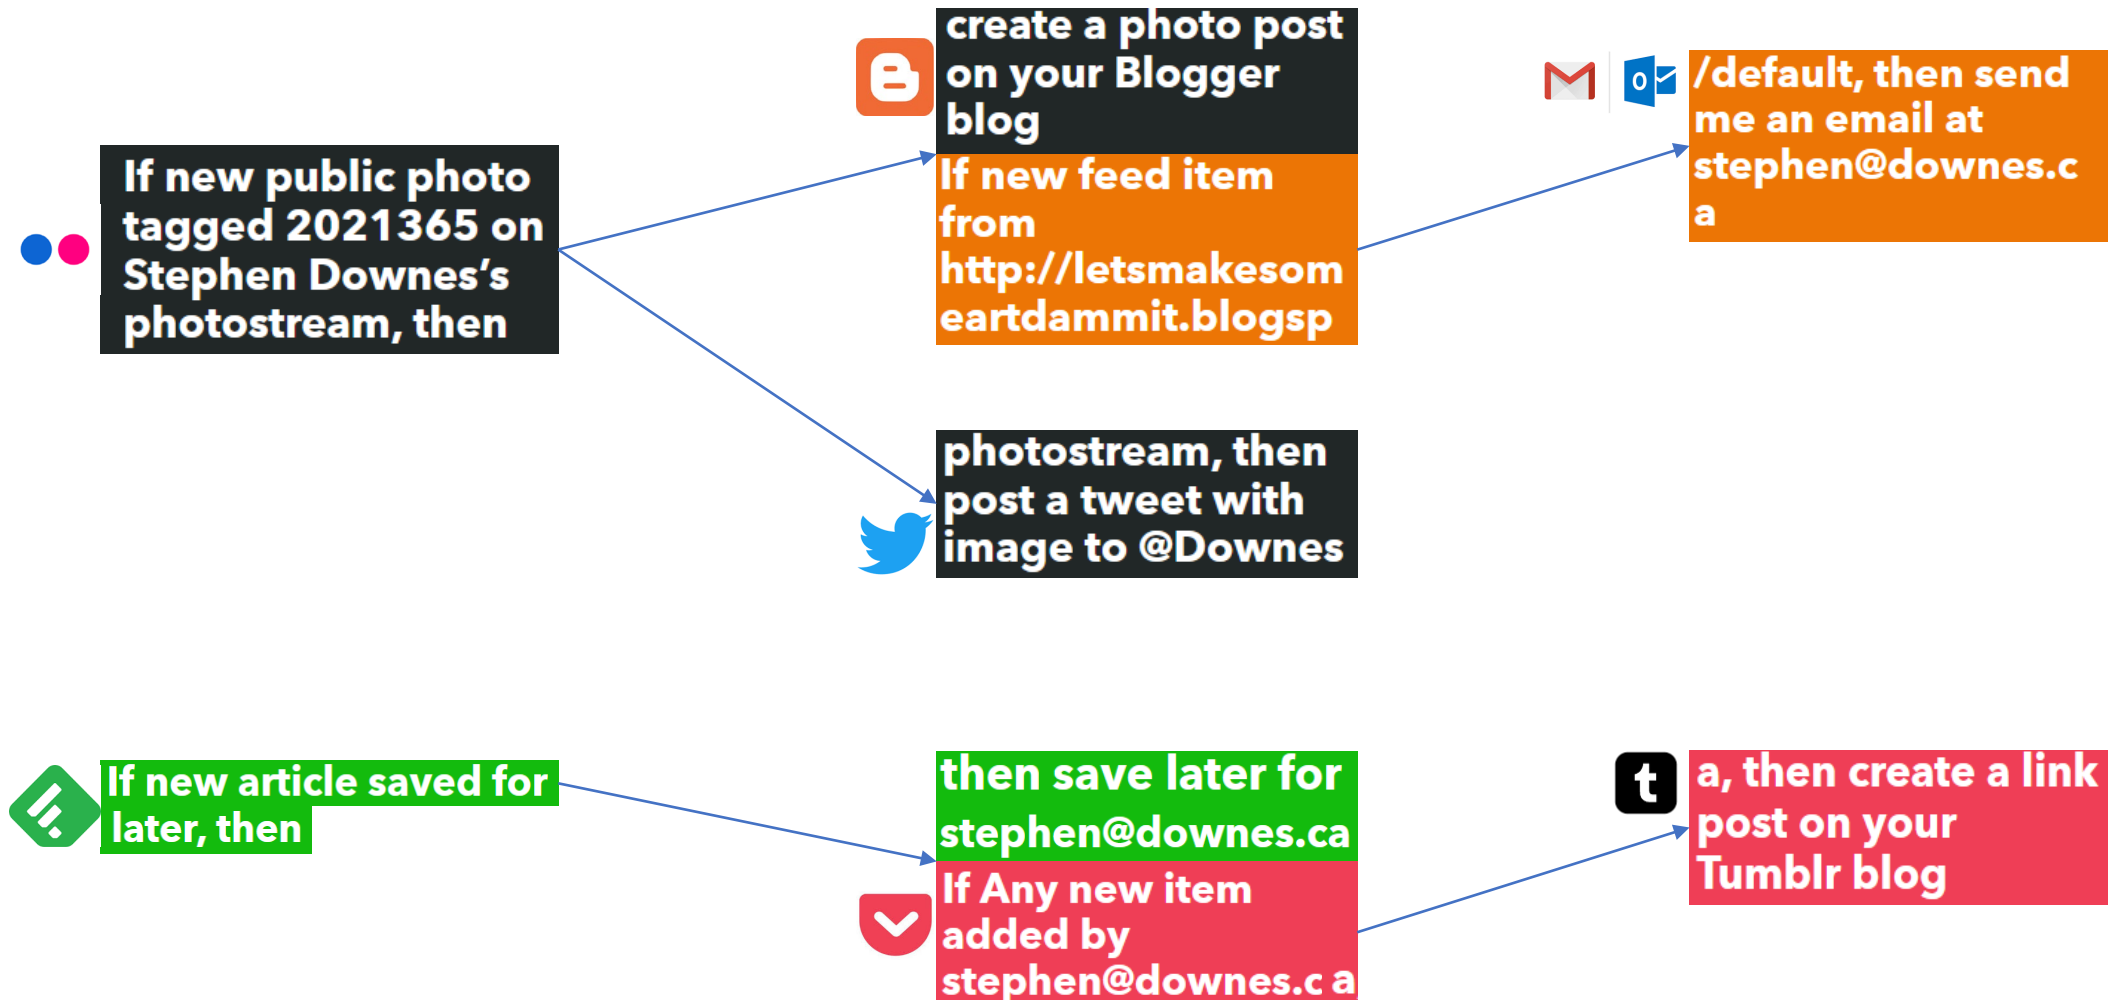 If new public photo
tagged 2021365 on
Stephen Downes’s
photostream, then
create a photo post
on your Blogger
blog
If new feed item
from
http://letsmakesom
eartdammit.blogsp
/default, then send
me an email at
stephen@downes.c
a
photostream, then
post a tweet with
image to @Downes
If new article saved for
later, then
then save later for
stephen@downes.ca
If Any new item
added by
stephen@downes.c a
a, then create a link
post on your
Tumblr blog